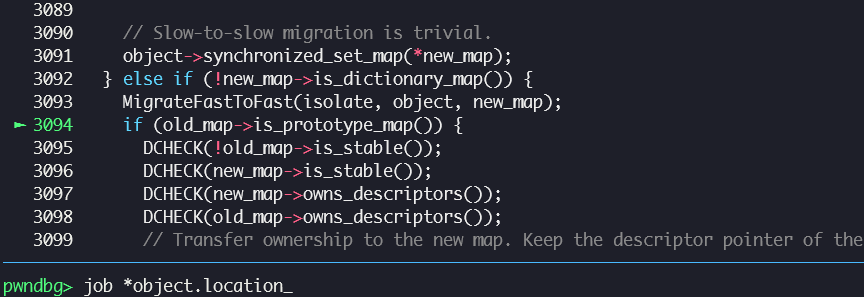 3089
3090 // Slow-to-slow migration is trivial.
3091 object->synchronized_set_map(*new_map);
3092 } else if (!new_map->is_dictionary_map()) {
3093 MigrateFastToFast(isolate, object, new_map);
► 3094 if (old_map->is_prototype_map()) {
3095 DCHECK(!old_map->is_stable());
3096 DCHECK(new_map->is_stable());
3097 DCHECK(new_map->owns_descriptors());
3098 DCHECK(old_map->owns_descriptors());
3099 // Transfer ownership to the new map. Keep the descriptor pointer of the
pwndbg> job *object.location_